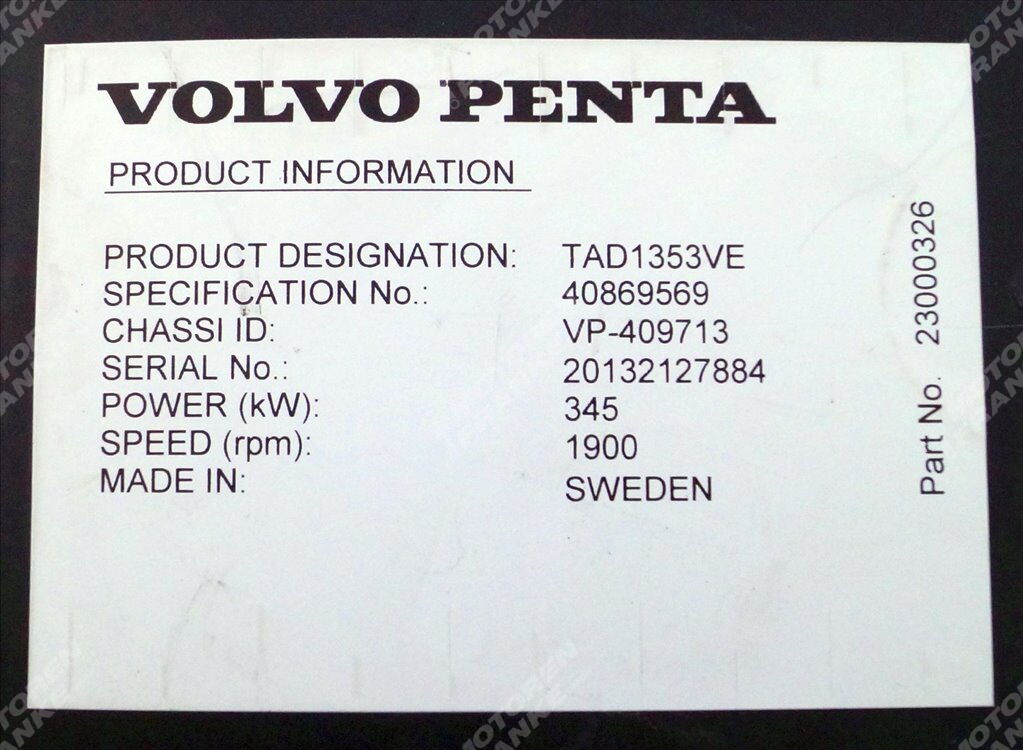 VOLVO PENTA
PRODUCT INFORMATION
PRODUCT DESIGNATION: TAD1353VE
SPECIFICATION No.: 40869569
CHASSI ID: VP-409713
SERIAL No.: 20132127884
POWER (kW): 345
SPEED (rpm): 1900
MADE IN: SWEDEN
Part No. 23000326
MOTOREN